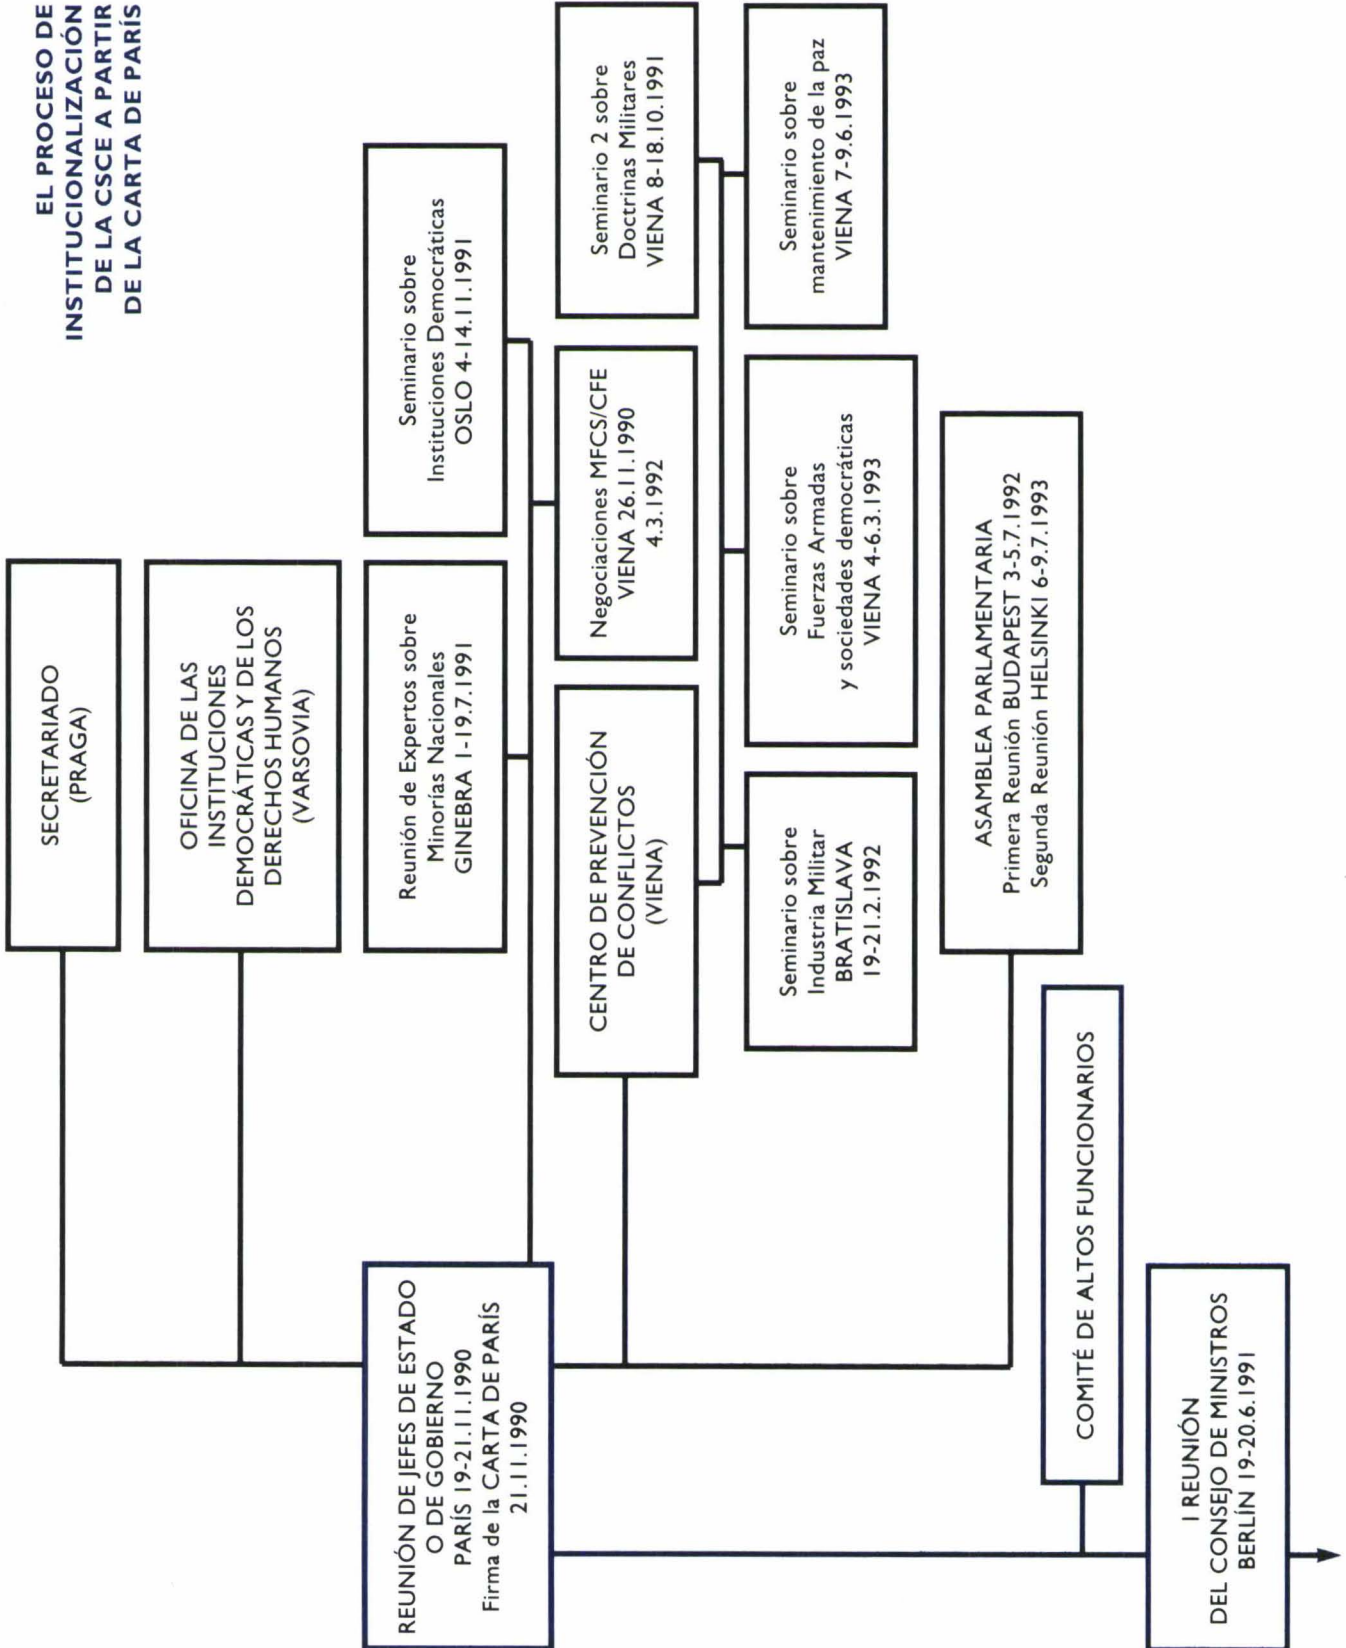 EL PROCESO DE
INSTITUCIONALIZACIÓN
DE LA CSCE A PARTIR
DE LA CARTA DE PARÍS
SECRETARIADO
(PRAGA)
OFICINA DE LAS
INSTITUCIONES
DEMOCRÁTICAS Y DE LOS
DERECHOS HUMANOS
(VARSOVIA)
REUNIÓN DE JEFES DE ESTADO
O DE GOBIERNO
PARÍS 19-21.11.1990
Firma de la CARTA DE PARÍS
21.11.1990
Reunión de Expertos sobre
Minorías Nacionales
GINEBRA 1-19.7.1991
Seminario sobre
Instituciones Democráticas
OSLO 4-14.11.1991
CENTRO DE PREVENCIÓN
DE CONFLICTOS
(VIENA)
Negociaciones MFCS/CFE
VIENA 26.11.1990
4.3.1992
Seminario 2 sobre
Doctrinas Militares
VIENA 8-18.10.1991
Seminario sobre
Industria Militar
BRATISLAVA
19-21.2.1992
Seminario sobre
Fuerzas Armadas
y sociedades democráticas
VIENA 4-6.3.1993
Seminario sobre
mantenimiento de la paz
VIENA 7-9.6.1993
ASAMBLEA PARLAMENTARIA
Primera Reunión BUDAPEST 3-5.7.1992
Segunda Reunión HELSINKI 6-9.7.1993
COMITÉ DE ALTOS FUNCIONARIOS
I REUNIÓN
DEL CONSEJO DE MINISTROS
BERLÍN 19-20.6.1991